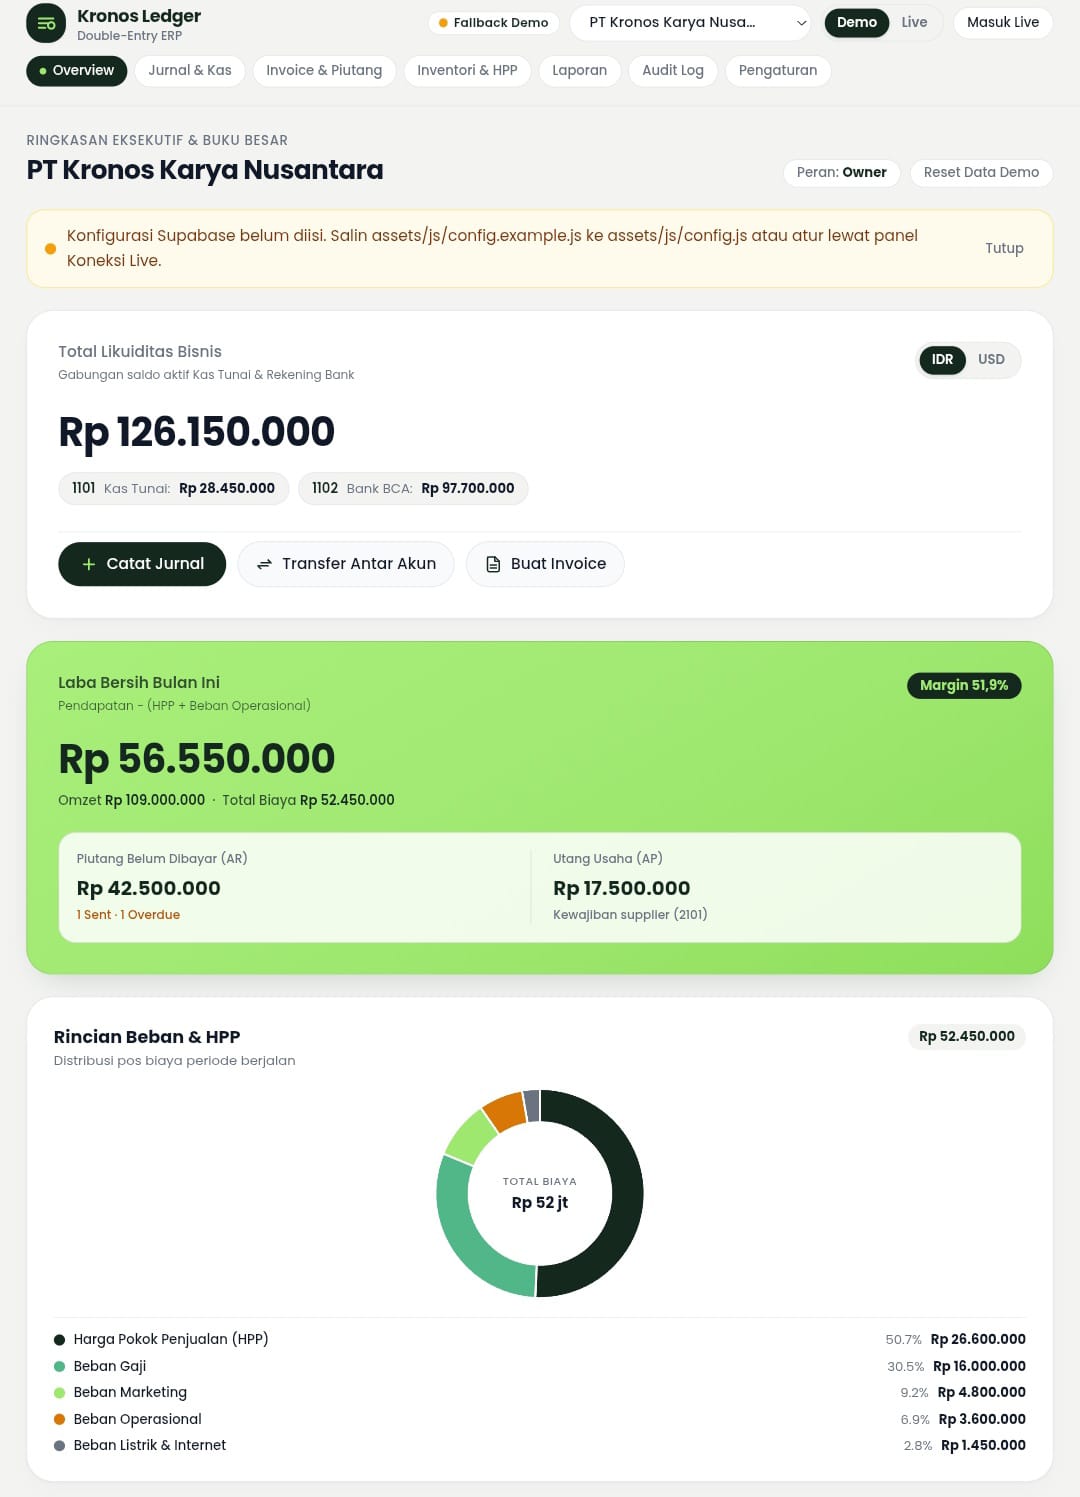 Kronos Ledger
Double-Entry ERP
Fallback Demo
PT Kronos Karya Nusa...
Demo
Live
Masuk Live
Overview
Jurnal & Kas
Invoice & Piutang
Inventori & HPP
Laporan
Audit Log
Pengaturan
RINGKASAN EKSEKUTIF & BUKU BESAR
PT Kronos Karya Nusantara
Peran: Owner
Reset Data Demo
Konfigurasi Supabase belum diisi. Salin assets/js/config.example.js ke assets/js/config.js atau atur lewat panel
Koneksi Live.
Tutup
Total Likuiditas Bisnis
Gabungan saldo aktif Kas Tunai & Rekening Bank
IDR
USD
Rp 126.150.000
1101 Kas Tunai: Rp 28.450.000
1102 Bank BCA: Rp 97.700.000
Catat Jurnal
Transfer Antar Akun
Buat Invoice
Laba Bersih Bulan Ini
Pendapatan - (HPP + Beban Operasional)
Margin 51,9%
Rp 56.550.000
Omzet Rp 109.000.000 · Total Biaya Rp 52.450.000
Piutang Belum Dibayar (AR)
Rp 42.500.000
1 Sent · 1 Overdue
Utang Usaha (AP)
Rp 17.500.000
Kewajiban supplier (2101)
Rincian Beban & HPP
Distribusi pos biaya periode berjalan
Rp 52.450.000
TOTAL BIAYA
Rp 52 jt
Harga Pokok Penjualan (HPP) 50.7% Rp 26.600.000
Beban Gaji 30.5% Rp 16.000.000
Beban Marketing 9.2% Rp 4.800.000
Beban Operasional 6.9% Rp 3.600.000
Beban Listrik & Internet 2.8% Rp 1.450.000